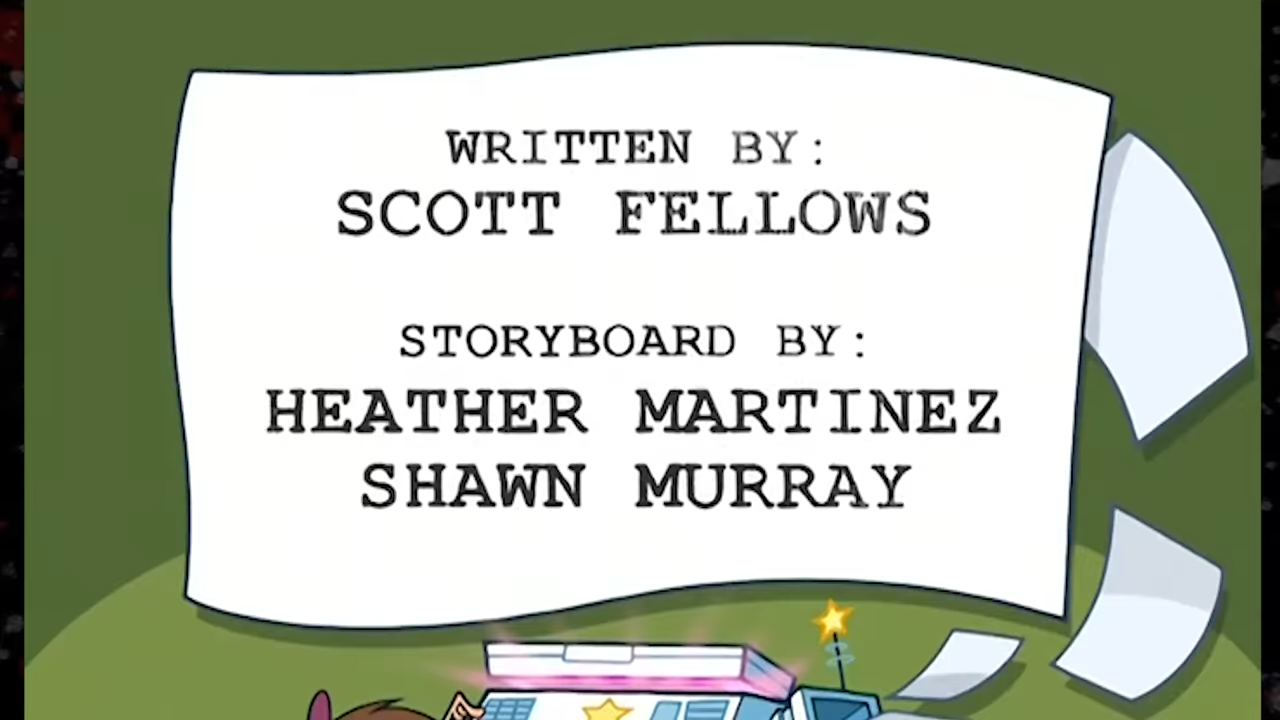 WRITTEN BY:
SCOTT FELLOWS
STORYBOARD BY:
HEATHER MARTINEZ
SHAWN MURRAY